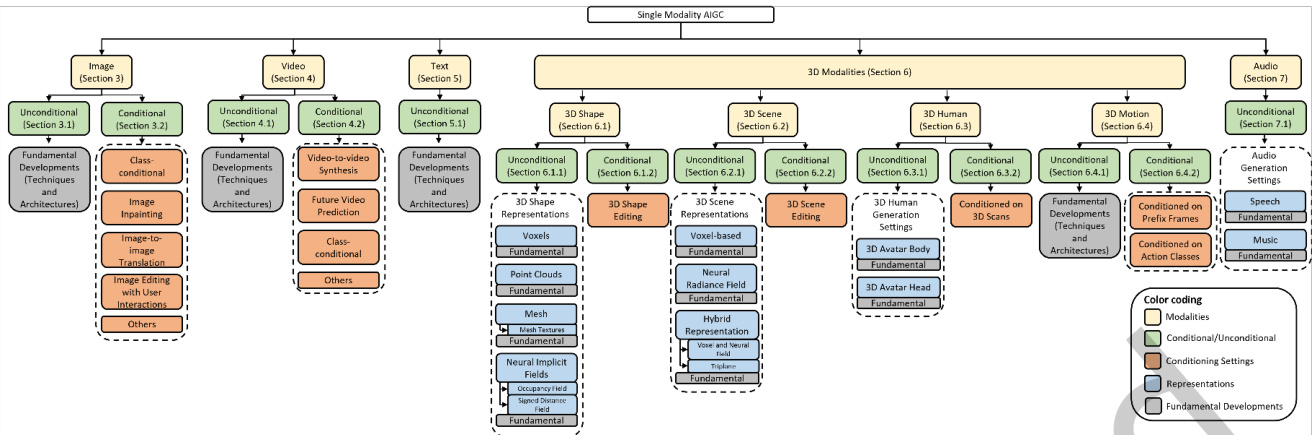 Single Modality AIGC
Image
(Section 3)
Video
(Section 4)
Text
(Section 5)
3D Modalities (Section 6)
Audio
(Section 7)
Unconditional
(Section 3.1)
Conditional
(Section 3.2)
Unconditional
(Section 4.1)
Conditional
(Section 4.2)
Unconditional
(Section 5.1)
3D Shape
(Section 6.1)
3D Scene
(Section 6.2)
3D Human
(Section 6.3)
3D Motion
(Section 6.4)
Unconditional
(Section 7.1)
Fundamental
Developments
(Techniques
and
Architectures)
Class-
conditional
Image
Inpainting
Image-to-
image
Translation
Image Editing
with User
Interactions
Others
Fundamental
Developments
(Techniques
and
Architectures)
Video-to-video
Synthesis
Future Video
Prediction
Class-
conditional
Others
Fundamental
Developments
(Techniques
and
Architectures)
Unconditional
(Section 6.1.1)
Conditional
(Section 6.1.2)
Unconditional
(Section 6.2.1)
Conditional
(Section 6.2.2)
Unconditional
(Section 6.3.1)
Conditional
(Section 6.3.2)
Unconditional
(Section 6.4.1)
Conditional
(Section 6.4.2)
3D Shape
Representations
Voxels
Fundamental
Point Clouds
Fundamental
Mesh
Mesh Textures
Fundamental
Neural Implicit
Fields
Occupancy Field
Signed Distance
Field
Fundamental
3D Shape
Editing
3D Scene
Representations
Voxel-based
Fundamental
Neural
Radiance Field
Fundamental
Hybrid
Representation
Voxel and Neural
Field
Triplane
Fundamental
3D Scene
Editing
3D Human
Generation
Settings
3D Avatar Body
Fundamental
3D Avatar Head
Fundamental
Conditioned on
3D Scans
Fundamental
Developments
(Techniques
and
Architectures)
Conditioned on
Prefix Frames
Conditioned on
Action Classes
Audio
Generation
Settings
Speech
Fundamental
Music
Fundamental
Color coding
Modalities
Conditional/Unconditional
Conditioning Settings
Representations
Fundamental Developments